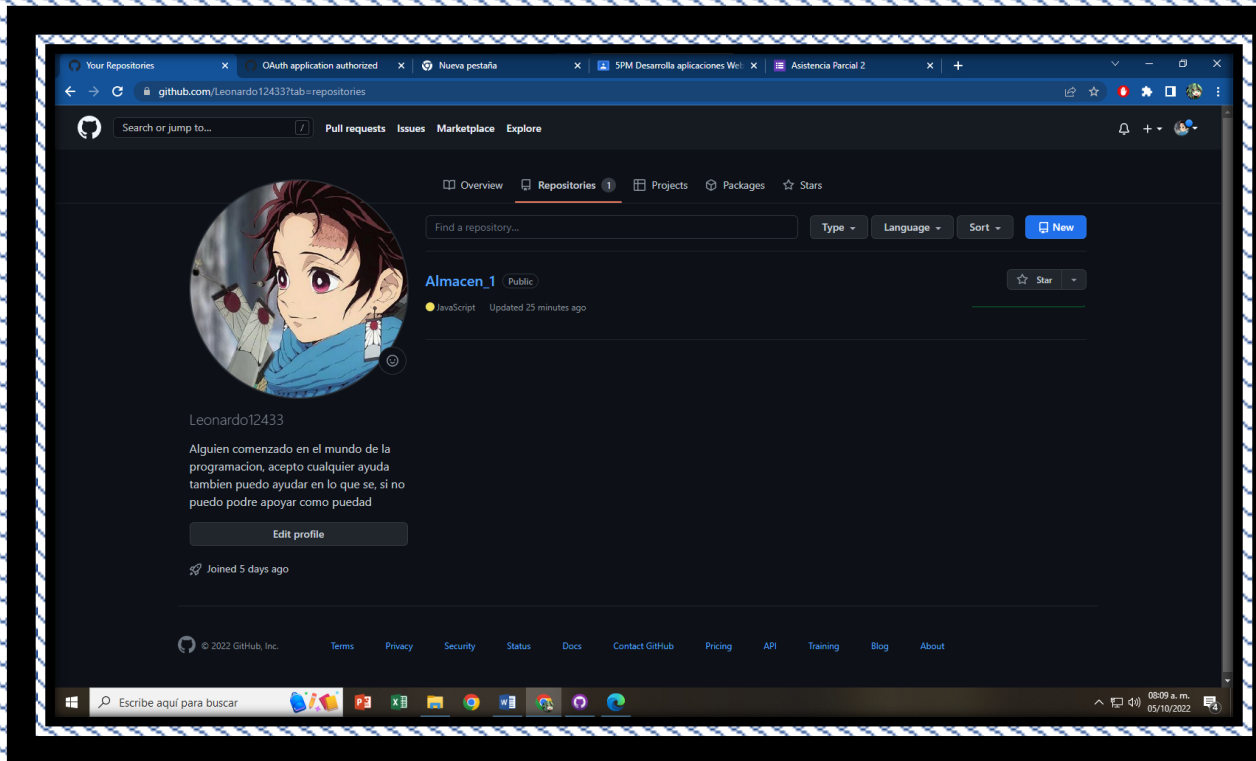 Your Repositories
OAuth application authorized
Nueva pestaña
5PM Desarrolla aplicaciones Web
Asistencia Parcial 2
github.com/Leonardo12433?tab=repositories
Search or jump to...
/
Pull requests Issues Marketplace Explore
Overview Repositories 1 Projects Packages Stars
Find a repository...
Type Language Sort New
Almacen_1 Public
Star
JavaScript Updated 25 minutes ago
Leonardo12433
Alguien comenzado en el mundo de la
programacion, acepto cualquier ayuda
tambien puedo ayudar en lo que se, si no
puedo podre apoyar como puedad
Edit profile
Joined 5 days ago
© 2022 GitHub, Inc. Terms Privacy Security Status Docs Contact GitHub Pricing API Training Blog About
Escribe aquí para buscar
08:09 a. m.
05/10/2022
4